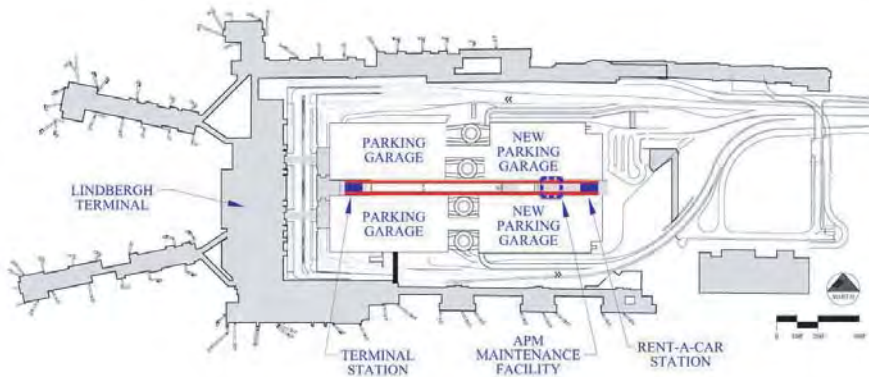 PARKING
GARAGE
NEW
PARKING
GARAGE
LINDBERGH
TERMINAL
PARKING
GARAGE
NEW
PARKING
GARAGE
NORTH
TERMINAL
STATION
APM
MAINTENANCE
FACILITY
RENT-A-CAR
STATION